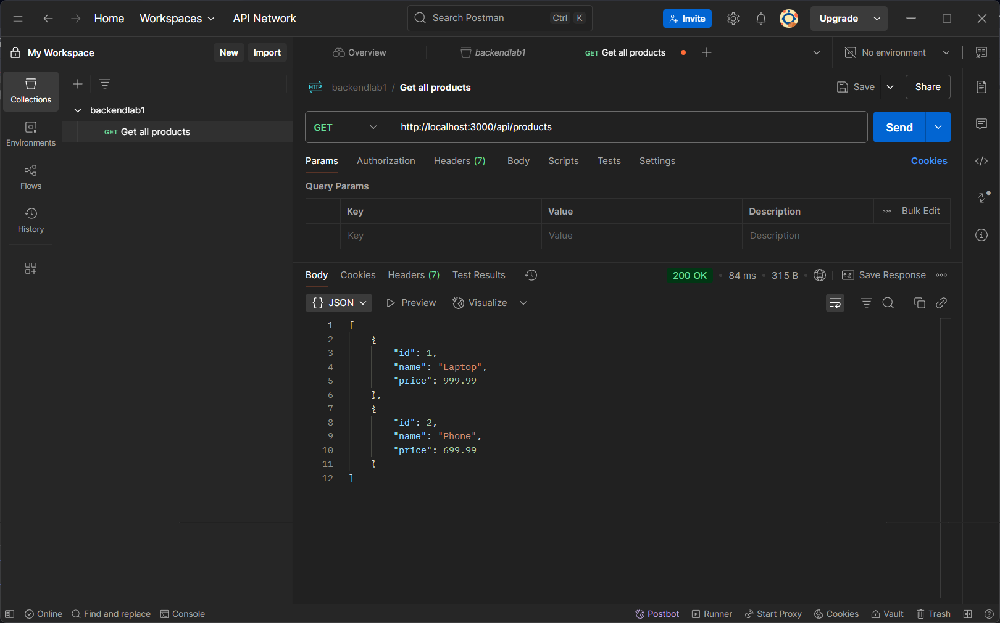 Home Workspaces API Network Search Postman Ctrl K Invite Upgrade
My Workspace New Import Overview backendlab1 GET Get all products No environment
Collections
Environments
Flows
History
backendlab1
GET Get all products
HTTP backendlab1 / Get all products Save Share
GET http://localhost:3000/api/products Send
Params Authorization Headers (7) Body Scripts Tests Settings Cookies
Query Params
Key Value Description Bulk Edit
Key Value Description
Body Cookies Headers (7) Test Results 200 OK • 84 ms • 315 B • e.g. Save Response
{} JSON Preview Visualize
1 [
2 {
3 "id": 1,
4 "name": "Laptop",
5 "price": 999.99
6 },
7 {
8 "id": 2,
9 "name": "Phone",
10 "price": 699.99
11 }
12 ]
Online Find and replace Console Postbot Runner Start Proxy Cookies Vault Trash